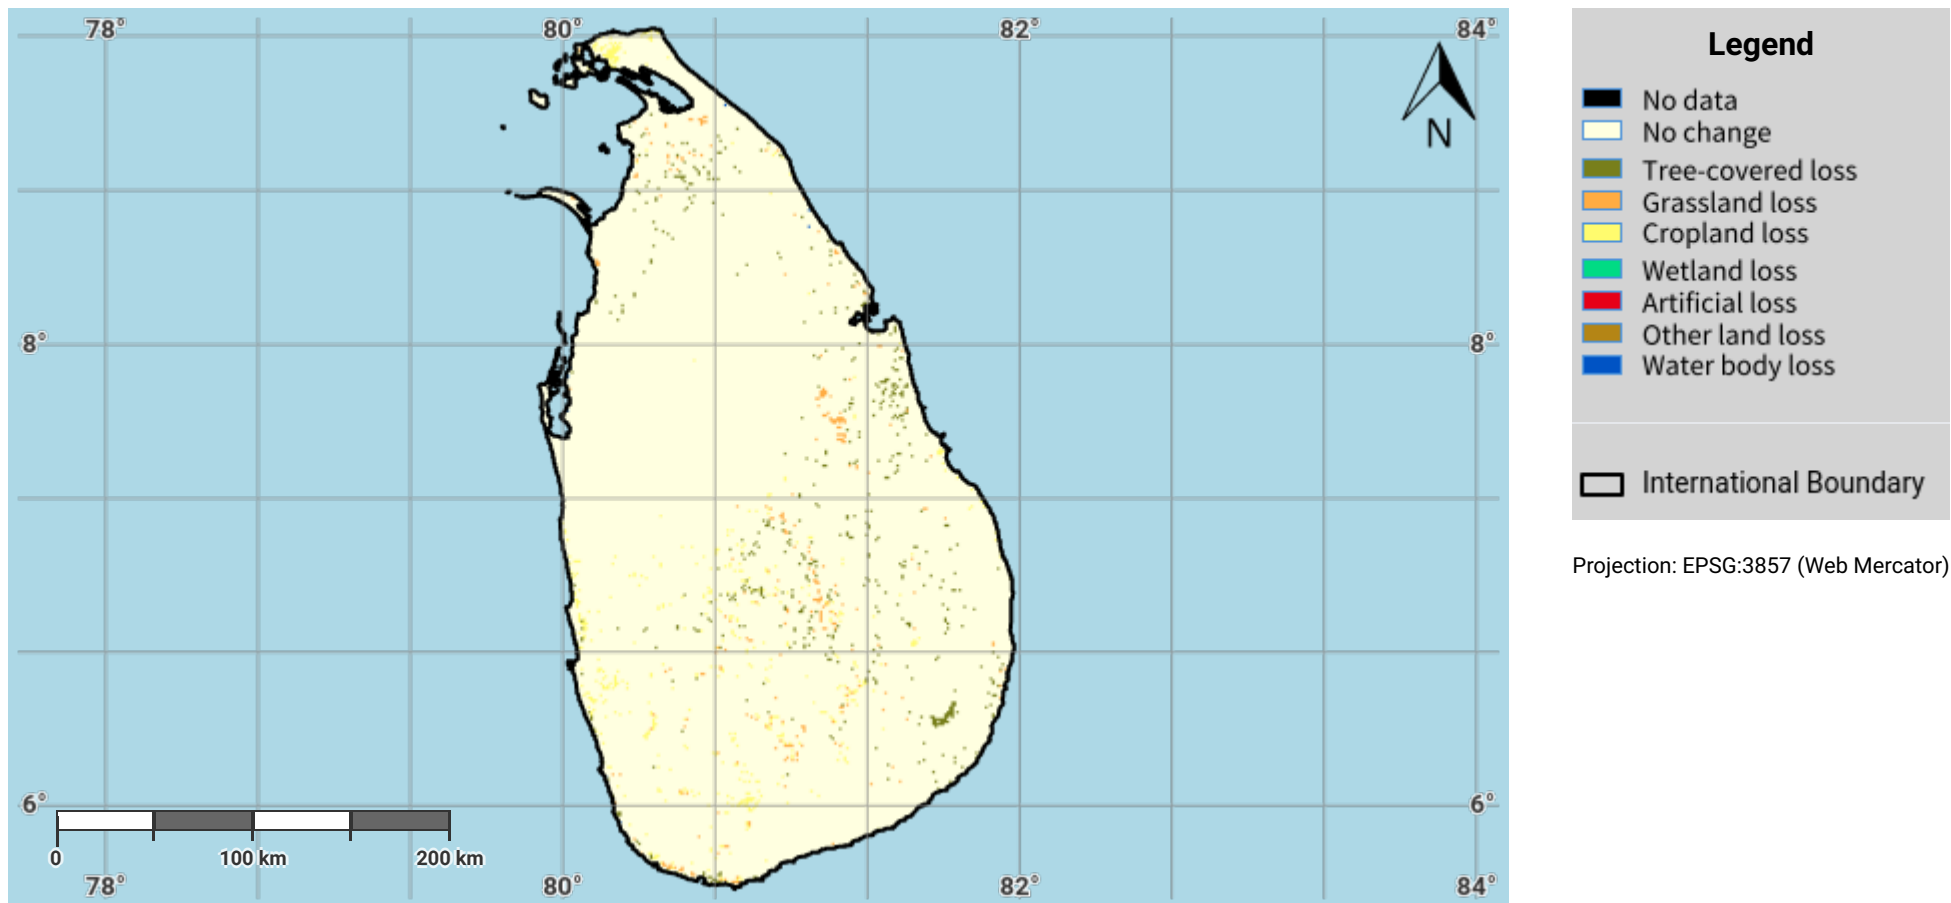 78° 80° 82° 84°
N
8° 8°
6° 6°
0 100 km 200 km
78° 80° 82° 84°
Legend
No data
No change
Tree-covered loss
Grassland loss
Cropland loss
Wetland loss
Artificial loss
Other land loss
Water body loss
International Boundary
Projection: EPSG:3857 (Web Mercator)